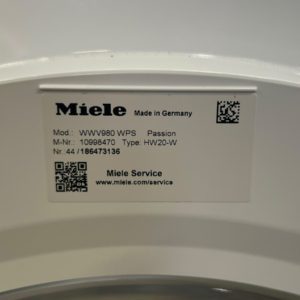 Miele Made in Germany
Mod.: WWV980 WPS Passion
M-Nr.: 10998470 Type: HW20-W
Nr. 44 / 186473136
Miele Service
www.miele.com/service